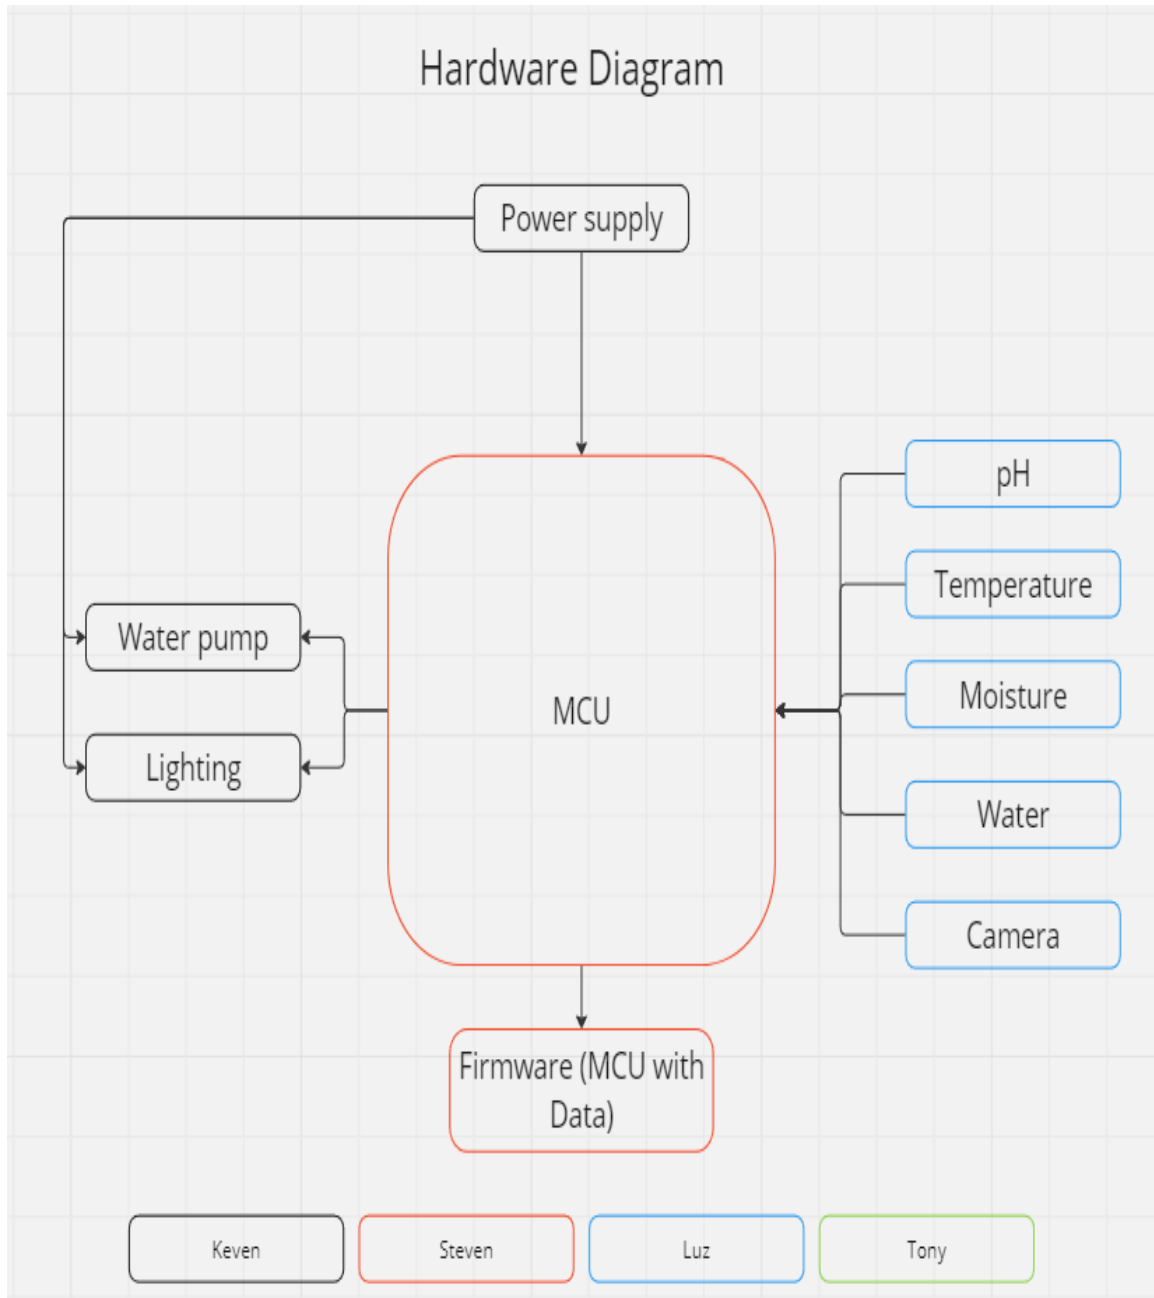 Hardware Diagram
Power supply
pH
Temperature
Water pump
Moisture
MCU
Lighting
Water
Camera
Firmware (MCU with
Data)
Keven
Steven
Luz
Tony